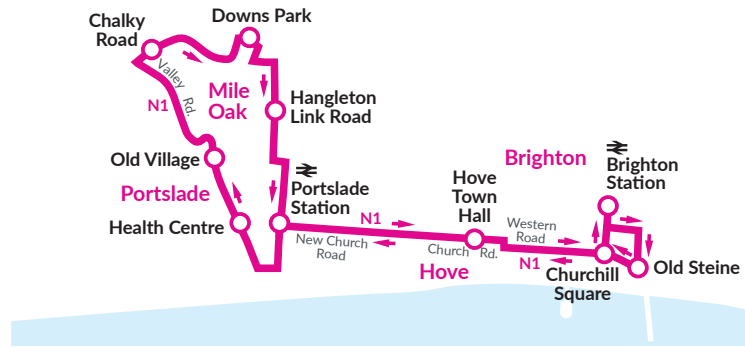 Downs Park
Chalky
Road
Valley Rd.
N1
Mile
Oak
Hangleton
Link Road
Old Village
Portslade
Health Centre
Portslade
Station
N1
New Church
Road
Hove
Town
Hall
Church Rd.
Hove
Brighton
Western
Road
N1
Brighton
Station
Churchill
Square
Old Steine